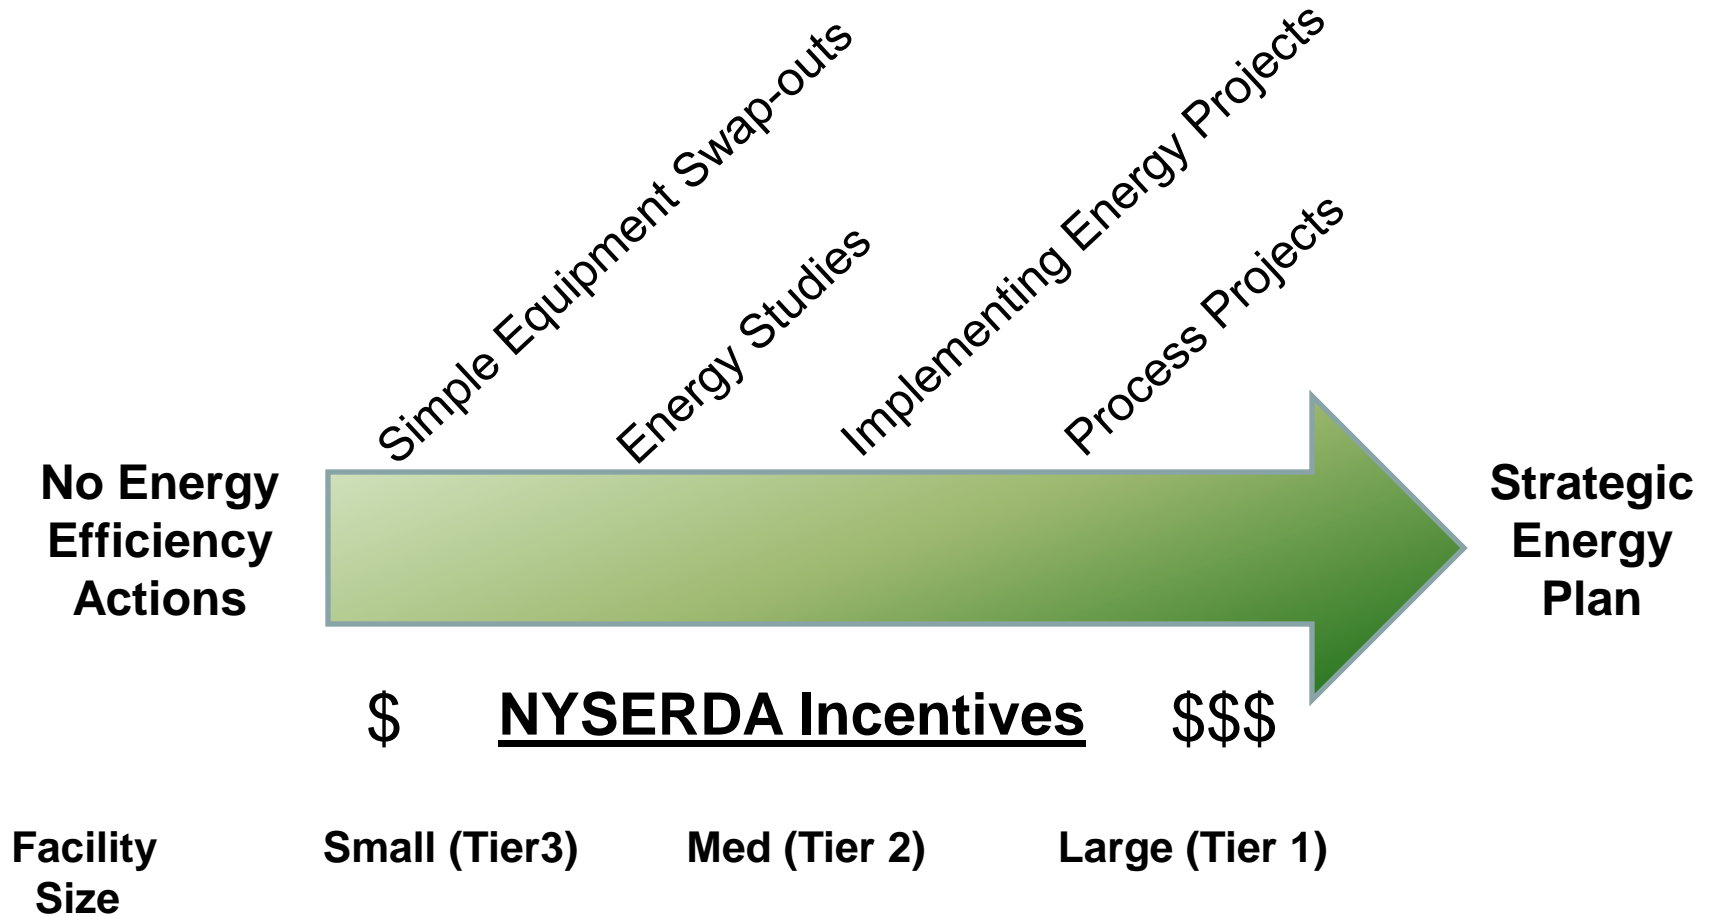 Simple Equipment Swap-outs
Energy Studies
Implementing Energy Projects
Process Projects
No Energy
Efficiency
Actions
Strategic
Energy
Plan
$ NYSERDA Incentives $$$
Facility Size
Small (Tier3)
Med (Tier 2)
Large (Tier 1)